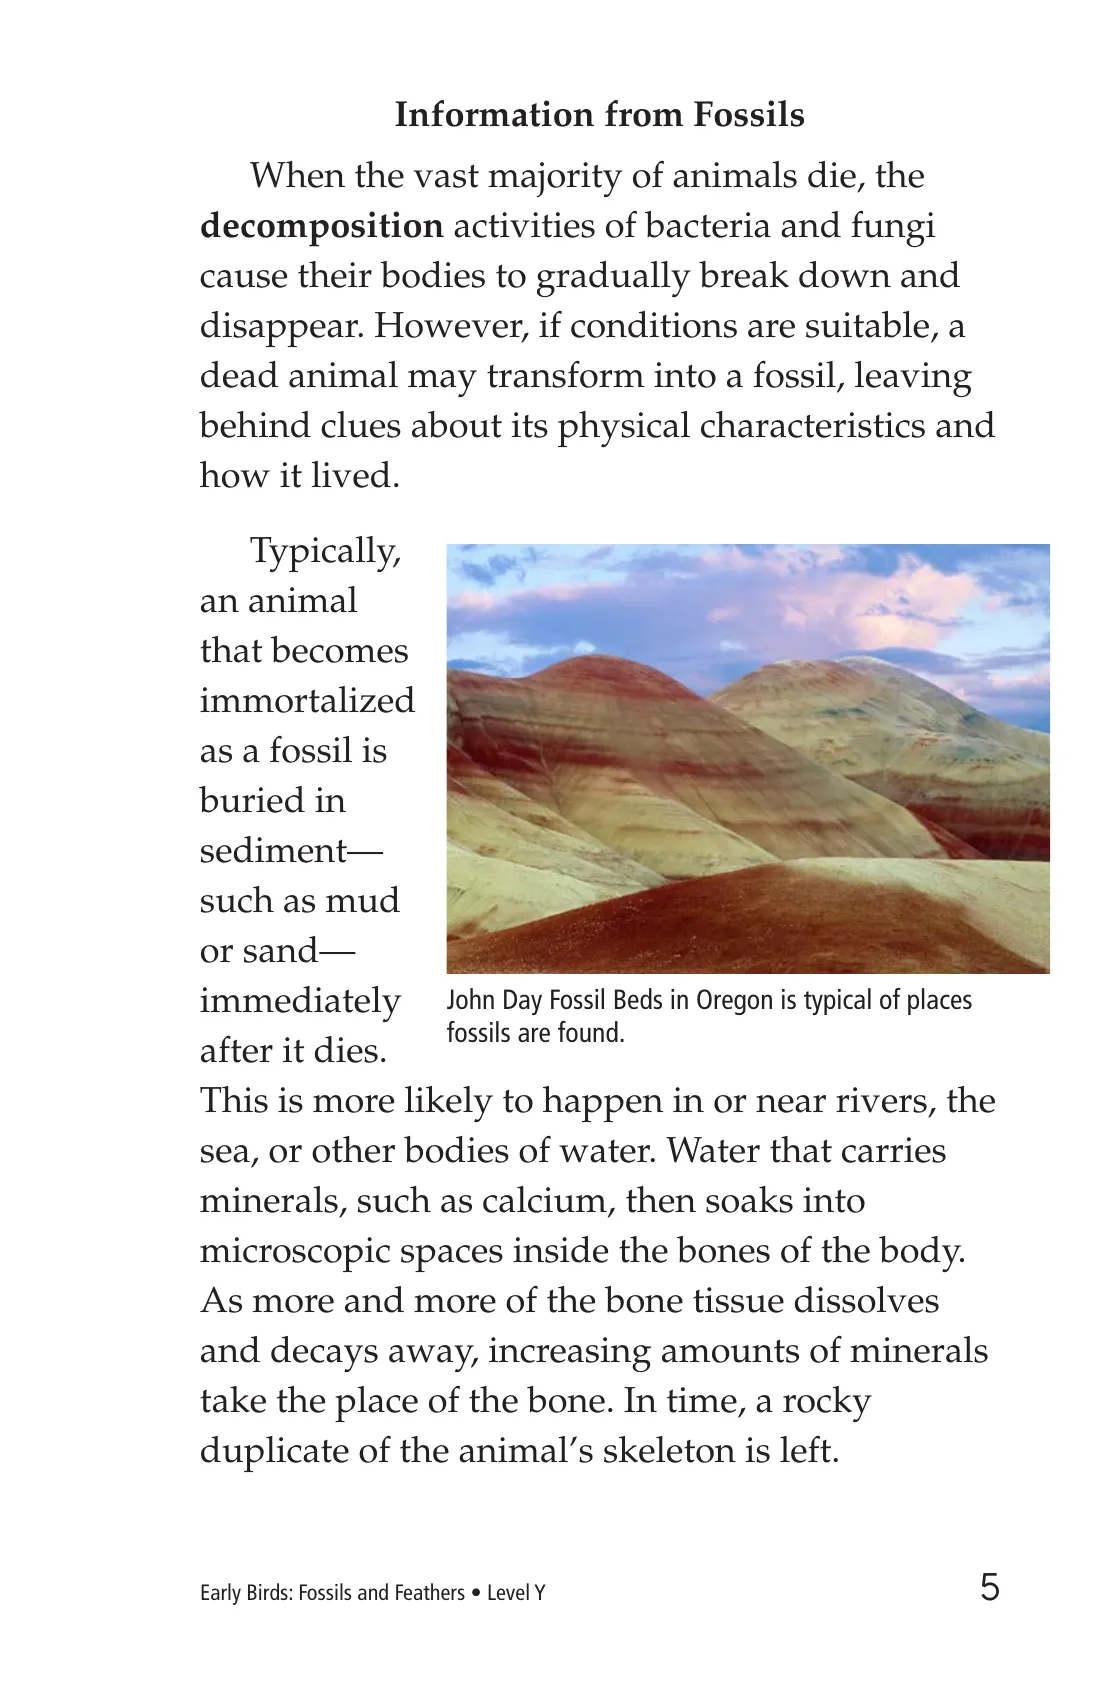 Information from Fossils
When the vast majority of animals die, the
decomposition activities of bacteria and fungi
cause their bodies to gradually break down and
disappear. However, if conditions are suitable, a
dead animal may transform into a fossil, leaving
behind clues about its physical characteristics and
how it lived.
Typically,
an animal
that becomes
immortalized
as a fossil is
buried in
sediment—
such as mud
or sand—
immediately
after it dies.
This is more likely to happen in or near rivers, the
sea, or other bodies of water. Water that carries
minerals, such as calcium, then soaks into
microscopic spaces inside the bones of the body.
As more and more of the bone tissue dissolves
and decays away, increasing amounts of minerals
take the place of the bone. In time, a rocky
duplicate of the animal’s skeleton is left.
John Day Fossil Beds in Oregon is typical of places
fossils are found.
Early Birds: Fossils and Feathers • Level Y
5